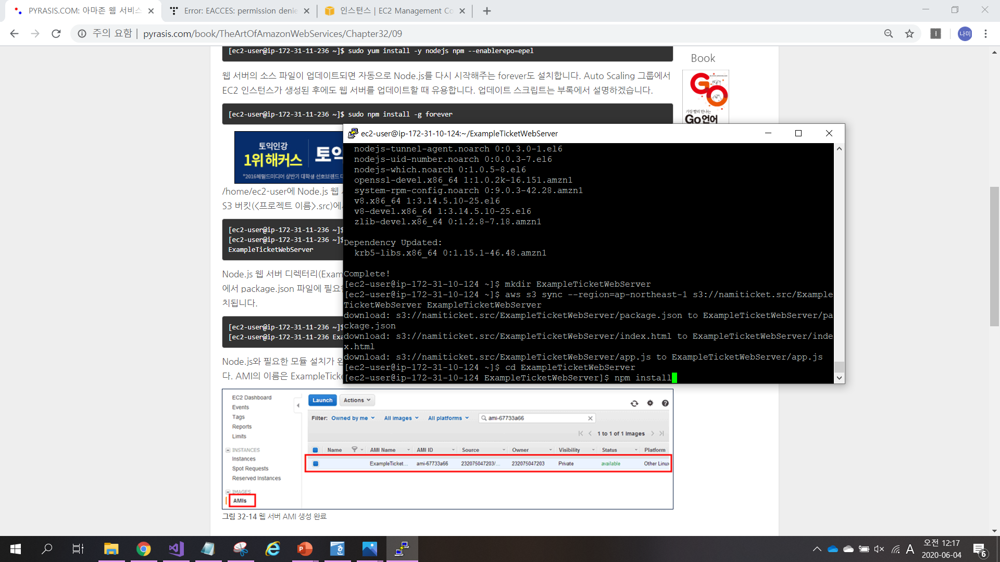 PYRASIS.COM: 아마존 웹 서비스
Error: EACCES: permission denie
인스턴스 | EC2 Management Co
주의 요함 | pyrasis.com/book/TheArtOfAmazonWebServices/Chapter32/09
나미
[ec2-user@ip-172-31-11-236 ~]$ sudo yum install -y nodejs npm --enablerepo=epel
웹 서버의 소스 파일이 업데이트되면 자동으로 Node.js를 다시 시작해주는 forever도 설치합니다. Auto Scaling 그룹에서
EC2 인스턴스가 생성된 후에도 웹 서버를 업데이트할 때 유용합니다. 업데이트 스크립트는 부록에서 설명하겠습니다.
[ec2-user@ip-172-31-11-236 ~]$ sudo npm install -g forever
Book
가장 빨리 만나는
Go 언어
토익인강
1위 해커스
토익
*2016헤럴드미디어 상반기 대학생 선호브랜드 대
/home/ec2-user에 Node.js 웹
S3 버킷(<프로젝트 이름>.src)에서
[ec2-user@ip-172-31-11-236 ~]$
[ec2-user@ip-172-31-11-236 ~]$
ExampleTicketWebServer
Node.js 웹 서버 디렉터리(Exam
에서 package.json 파일에 필요한
치됩니다.
[ec2-user@ip-172-31-11-236 ~]$
[ec2-user@ip-172-31-11-236 Exa
Node.js와 필요한 모듈 설치가 완
다. AMI의 이름은 ExampleTicke
ec2-user@ip-172-31-10-124:~/ExampleTicketWebServer
nodejs-tunnel-agent.noarch 0:0.3.0-1.el6
nodejs-uid-number.noarch 0:0.0.3-7.el6
nodejs-which.noarch 0:1.0.5-8.el6
openssl-devel.x86_64 1:1.0.2k-16.151.amzn1
system-rpm-config.noarch 0:9.0.3-42.28.amzn1
v8.x86_64 1:3.14.5.10-25.el6
v8-devel.x86_64 1:3.14.5.10-25.el6
zlib-devel.x86_64 0:1.2.8-7.18.amzn1
Dependency Updated:
krb5-libs.x86_64 0:1.15.1-46.48.amzn1
Complete!
[ec2-user@ip-172-31-10-124 ~]$ mkdir ExampleTicketWebServer
[ec2-user@ip-172-31-10-124 ~]$ aws s3 sync --region=ap-northeast-1 s3://namiticket.src/Example
TicketWebServer ExampleTicketWebServer
download: s3://namiticket.src/ExampleTicketWebServer/package.json to ExampleTicketWebServer/pa
ckage.json
download: s3://namiticket.src/ExampleTicketWebServer/index.html to ExampleTicketWebServer/inde
x.html
download: s3://namiticket.src/ExampleTicketWebServer/app.js to ExampleTicketWebServer/app.js
[ec2-user@ip-172-31-10-124 ~]$ cd ExampleTicketWebServer
[ec2-user@ip-172-31-10-124 ExampleTicketWebServer]$ npm install
EC2 Dashboard
Events
Tags
Reports
Limits
INSTANCES
Instances
Spot Requests
Reserved Instances
IMAGES
AMIs
Launch Actions
Filter: Owned by me All images All platforms ami-67733a66
1 to 1 of 1 Images
Name AMI Name AMI ID Source Owner Visibility Status Platform
ExampleTicket... ami-67733a66 232075047203/... 232075047203 Private available Other Linux
그림 32-14 웹 서버 AMI 생성 완료
A
오전 12:17
2020-06-04
6